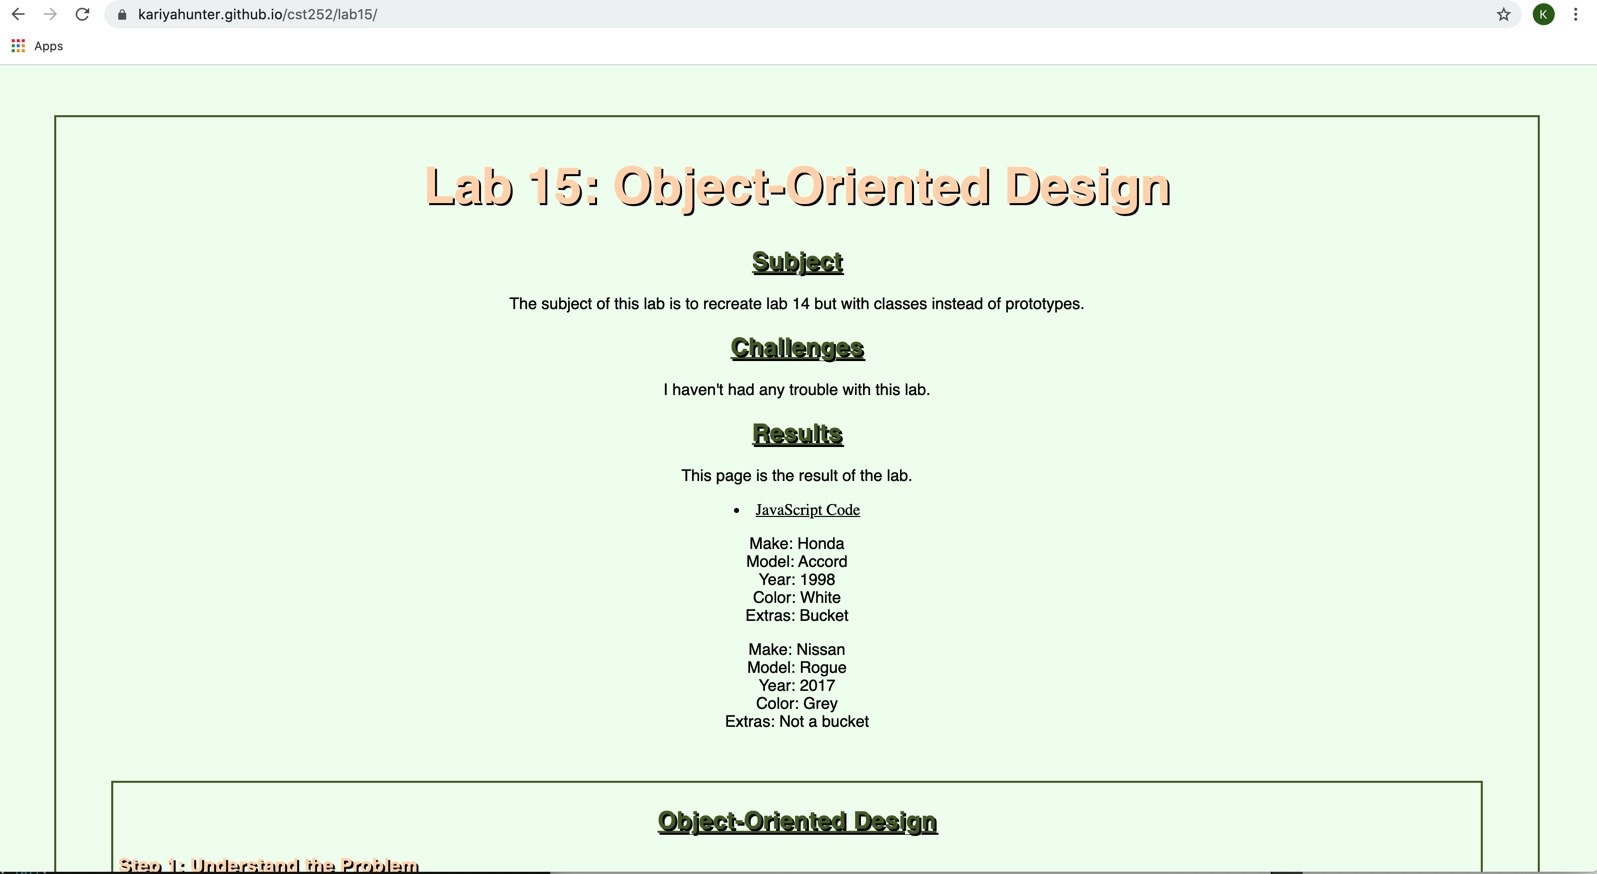 kariyahunter.github.io/cst252/lab15/
K
Apps
Lab 15: Object-Oriented Design
Subject
The subject of this lab is to recreate lab 14 but with classes instead of prototypes.
Challenges
I haven't had any trouble with this lab.
Results
This page is the result of the lab.
• JavaScript Code
Make: Honda
Model: Accord
Year: 1998
Color: White
Extras: Bucket
Make: Nissan
Model: Rogue
Year: 2017
Color: Grey
Extras: Not a bucket
Object-Oriented Design
Step 1: Understand the Problem